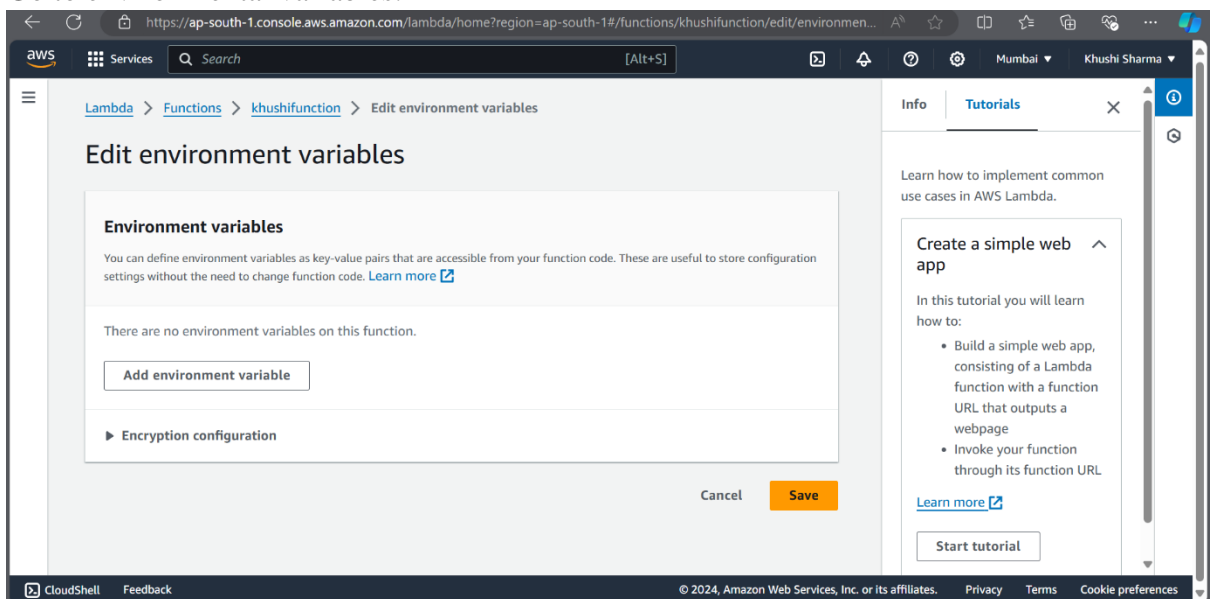 https://ap-south-1.console.aws.amazon.com/lambda/home?region=ap-south-1#/functions/khushifunction/edit/environmen...
aws
Services
Search
[Alt+S]
Mumbai ▼
Khushi Sharma ▼
Lambda > Functions > khushifunction > Edit environment variables
Edit environment variables
Environment variables
You can define environment variables as key-value pairs that are accessible from your function code. These are useful to store configuration
settings without the need to change function code. Learn more
There are no environment variables on this function.
Add environment variable
Encryption configuration
Cancel
Save
Info
Tutorials
Learn how to implement common
use cases in AWS Lambda.
Create a simple web
app
In this tutorial you will learn
how to:
• Build a simple web app,
consisting of a Lambda
function with a function
URL that outputs a
webpage
• Invoke your function
through its function URL
Learn more
Start tutorial
CloudShell
Feedback
© 2024, Amazon Web Services, Inc. or its affiliates.
Privacy
Terms
Cookie preferences